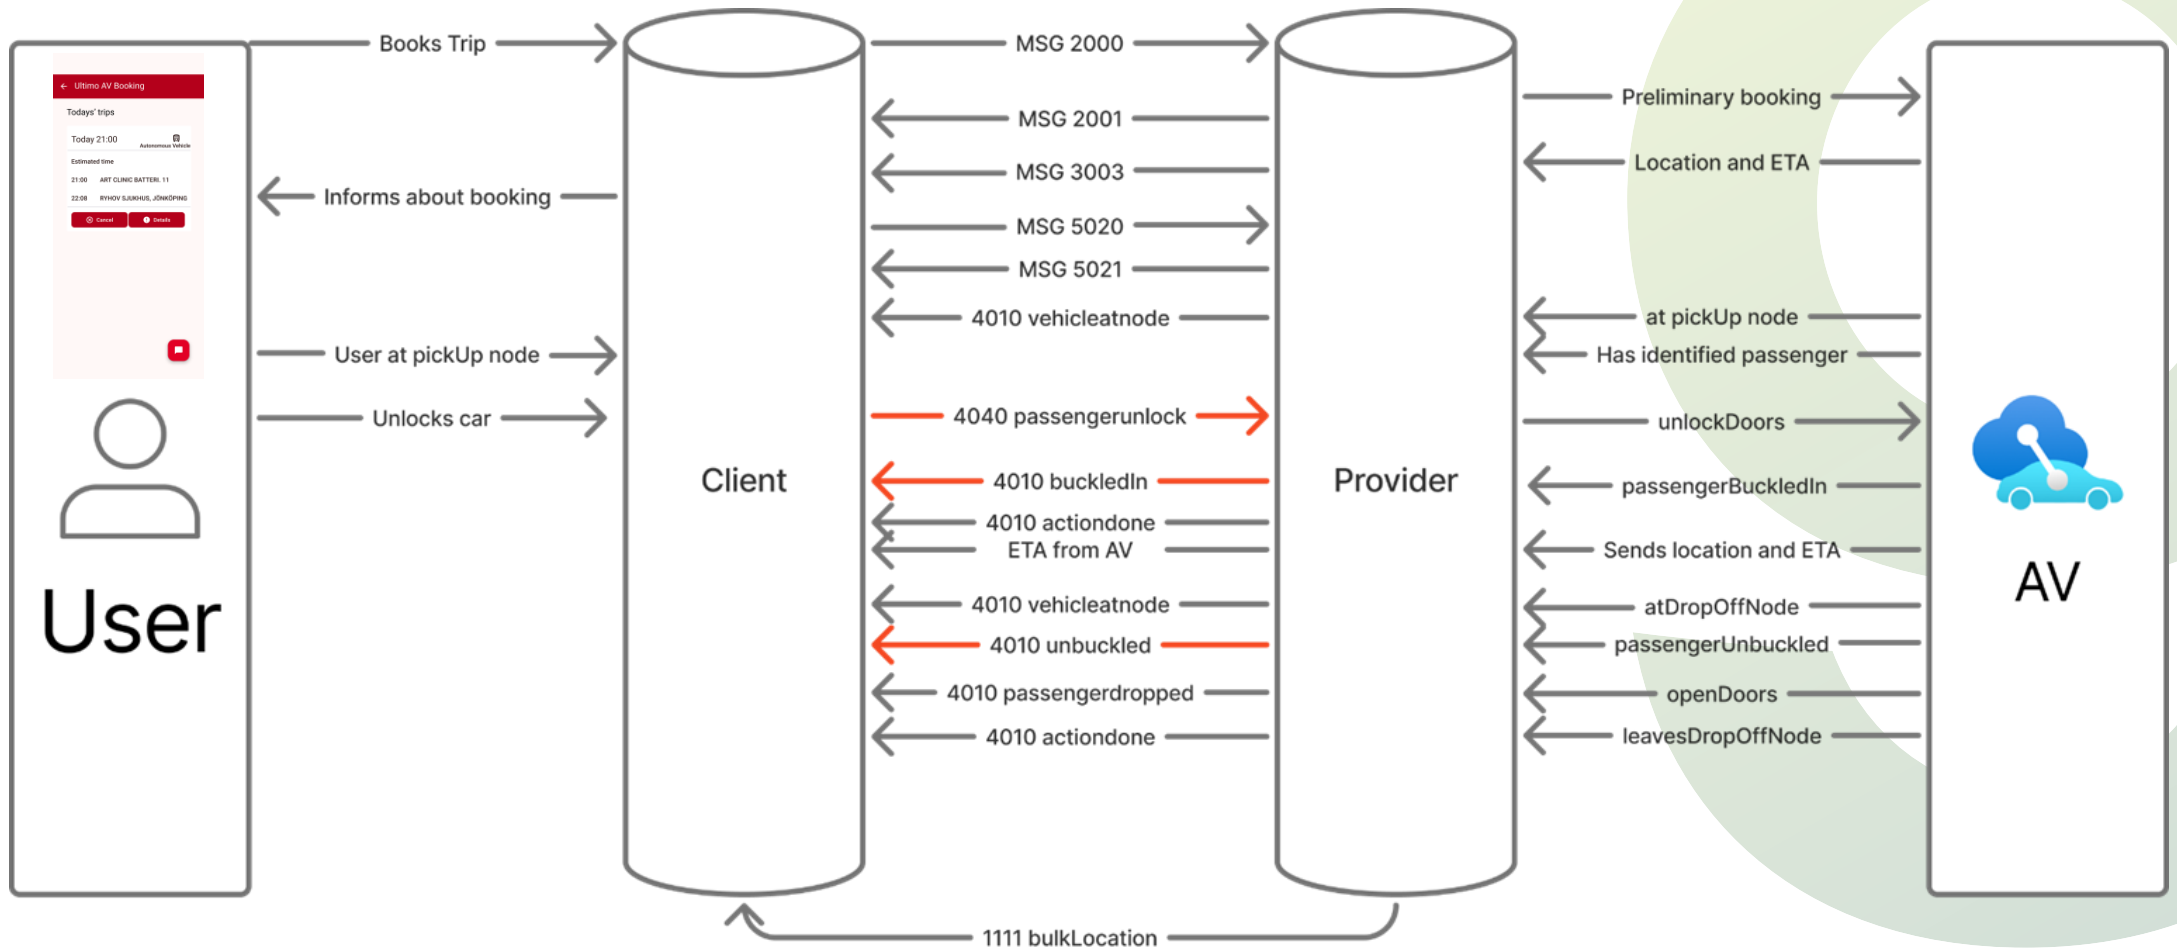 Books Trip
MSG 2000
Ultimo AV Booking
Todays' trips
Today 21:00
Autonomous Vehicle
Estimated time
21:00 ART CLINIC BATTERI. 11
22:08 RYHOV SJUKHUS, JÖNKÖPING
Cancel
Details
Preliminary booking
MSG 2001
Location and ETA
MSG 3003
Informs about booking
MSG 5020
MSG 5021
4010 vehicleatnode
at pickUp node
User at pickUp node
Has identified passenger
Unlocks car
4040 passengerunlock
unlockDoors
Client
4010 buckledIn
Provider
passengerBuckledIn
4010 actiondone
ETA from AV
Sends location and ETA
AV
User
4010 vehicleatnode
atDropOffNode
4010 unbuckled
passengerUnbuckled
4010 passengerdropped
openDoors
4010 actiondone
leavesDropOffNode
1111 bulkLocation